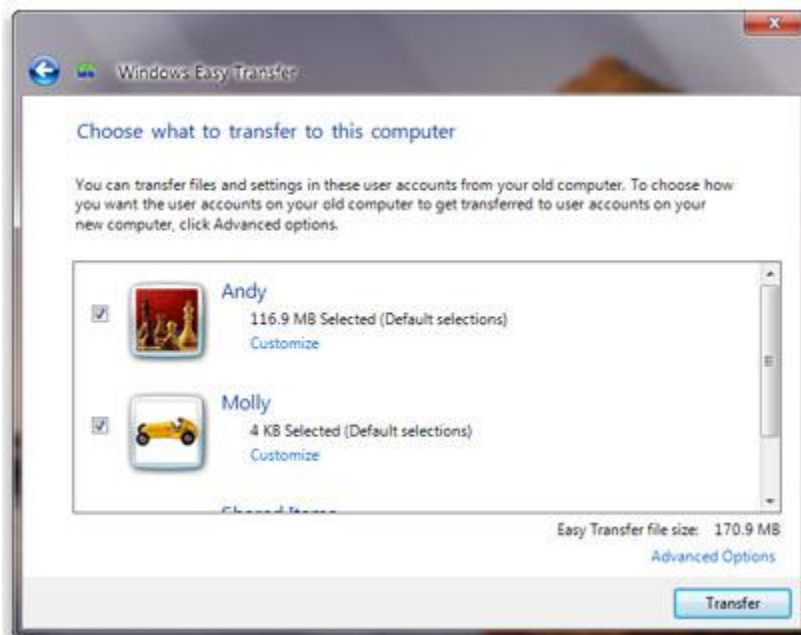 Windows Easy Transfer
Choose what to transfer to this computer
You can transfer files and settings in these user accounts from your old computer. To choose how
you want the user accounts on your old computer to get transferred to user accounts on your
new computer, click Advanced options.
Andy
116.9 MB Selected (Default selections)
Customize
Molly
4 KB Selected (Default selections)
Customize
Shared Items
Easy Transfer file size: 170.9 MB
Advanced Options
Transfer